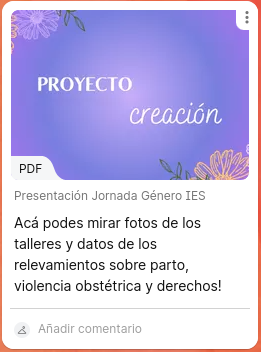 PROYECTO
creación
PDF
Presentación Jornada Género IES
Acá podes mirar fotos de los
talleres y datos de los
relevamientos sobre parto,
violencia obstétrica y derechos!
Añadir comentario